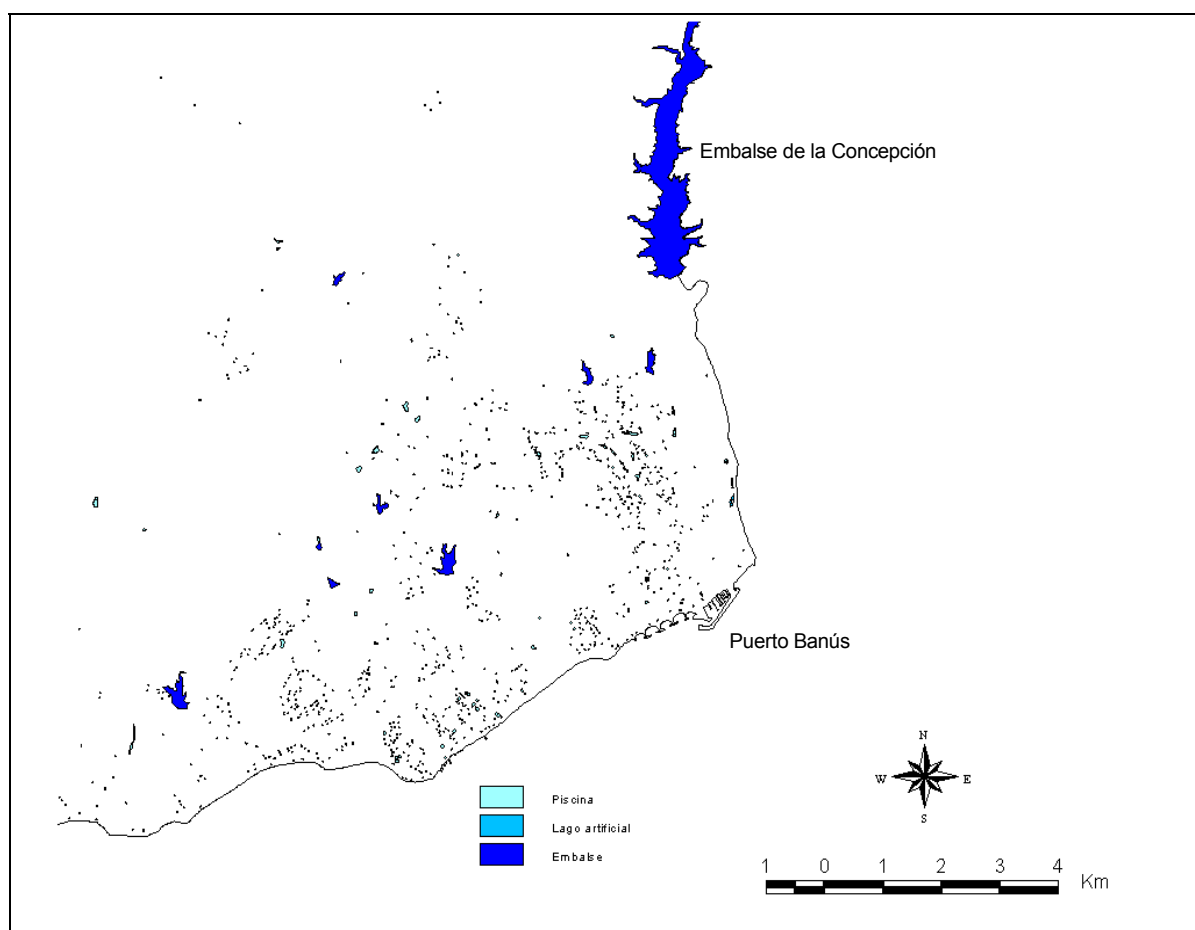 Embalse de la Concepción
Puerto Banús
N
W E
S
Piscina
Lago artificial
Embalse
1 0 1 2 3 4 Km